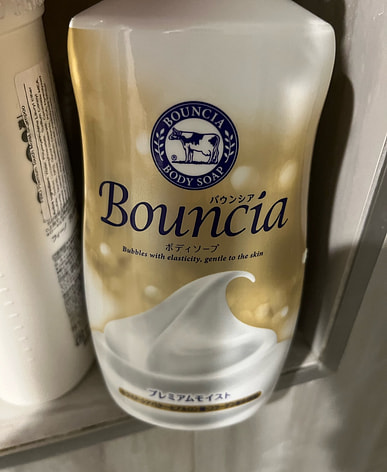 BOUNCIA
BODY SOAP
バウンシア
Bouncia
ボディソープ
Bubbles with elasticity, gentle to the skin
プレミアムモイスト